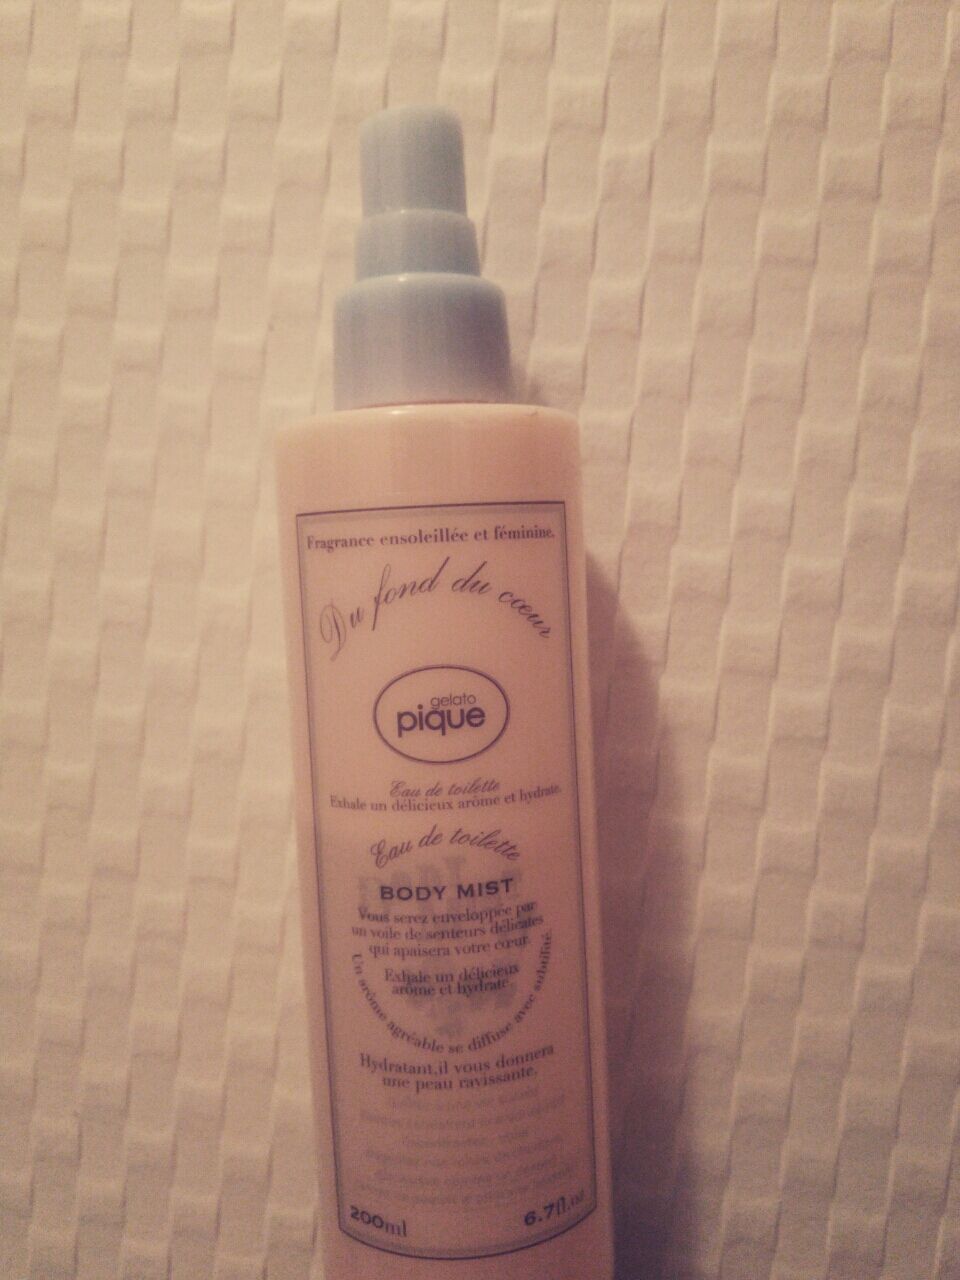 Fragrance ensoleillée et féminine.
Du fond du cœur
gelato
pique
Eau de toilette
Exhale un délicieux arôme et hydrate.
Eau de toilette
BODY MIST
Vous serez enveloppée par
un voile de senteurs délicates
qui apaisera votre cœur.
Exhale un délicieux
arôme et hydrate.
Un arôme agréable se diffuse avec subtilité.
Hydratant,il vous donnera
une peau ravissante.
200ml
6.7fl.oz